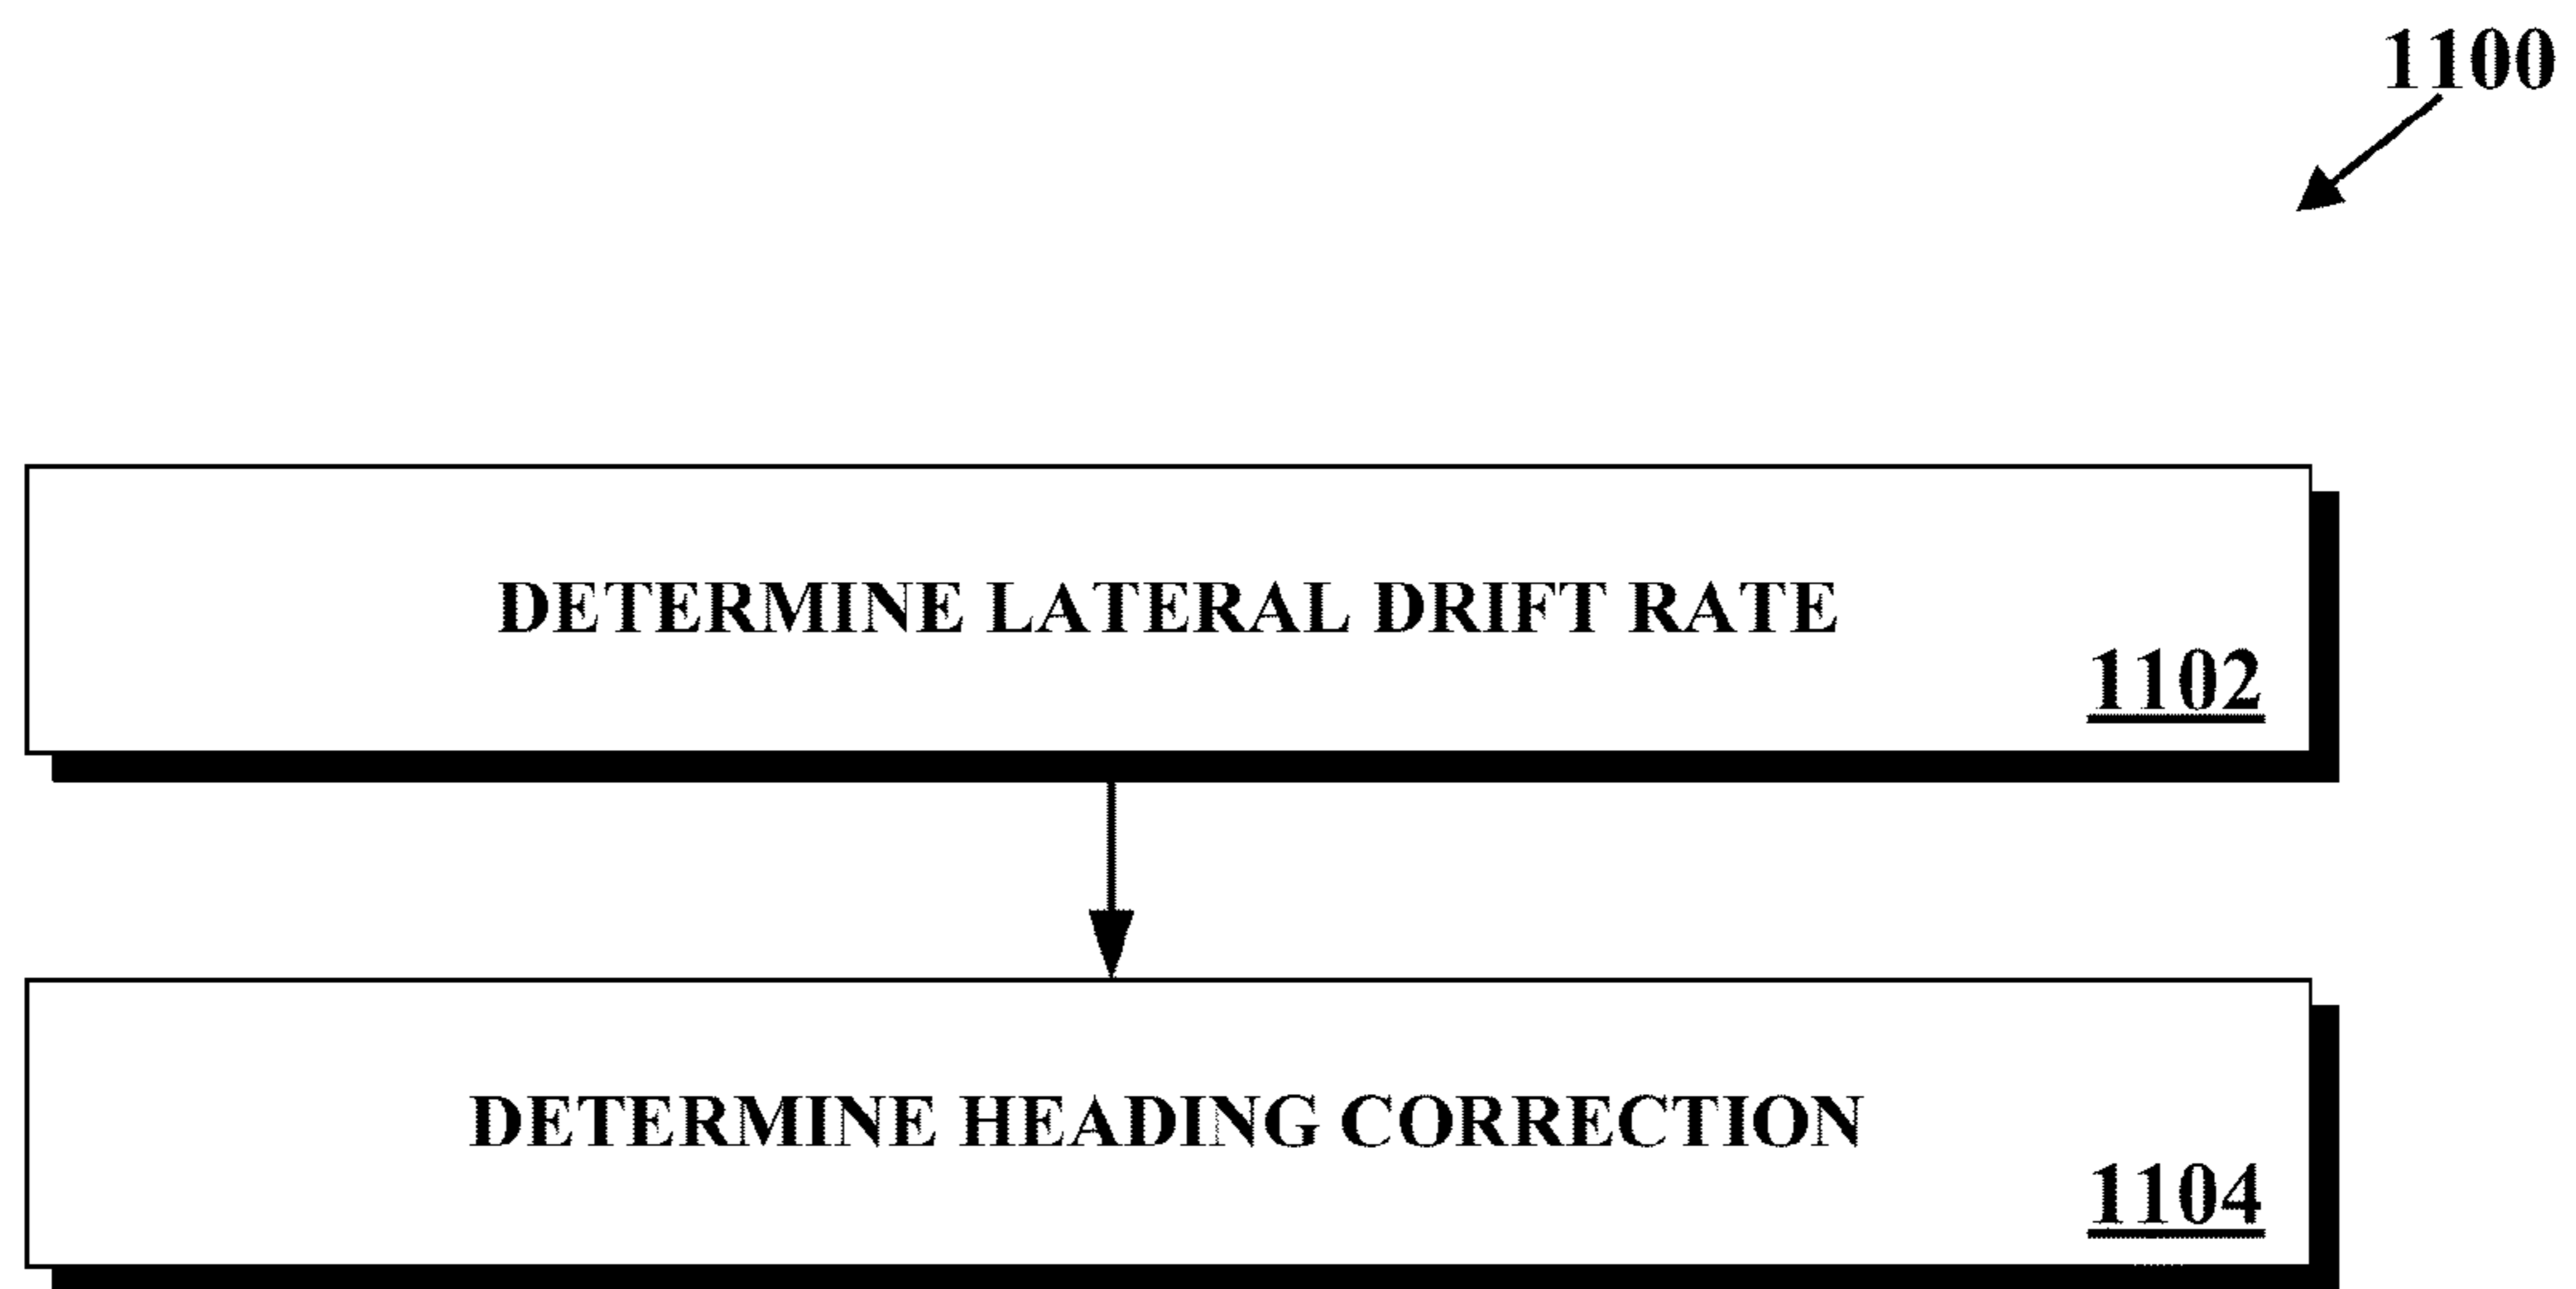 1100
DETERMINE LATERAL DRIFT RATE
1102
DETERMINE HEADING CORRECTION
1104